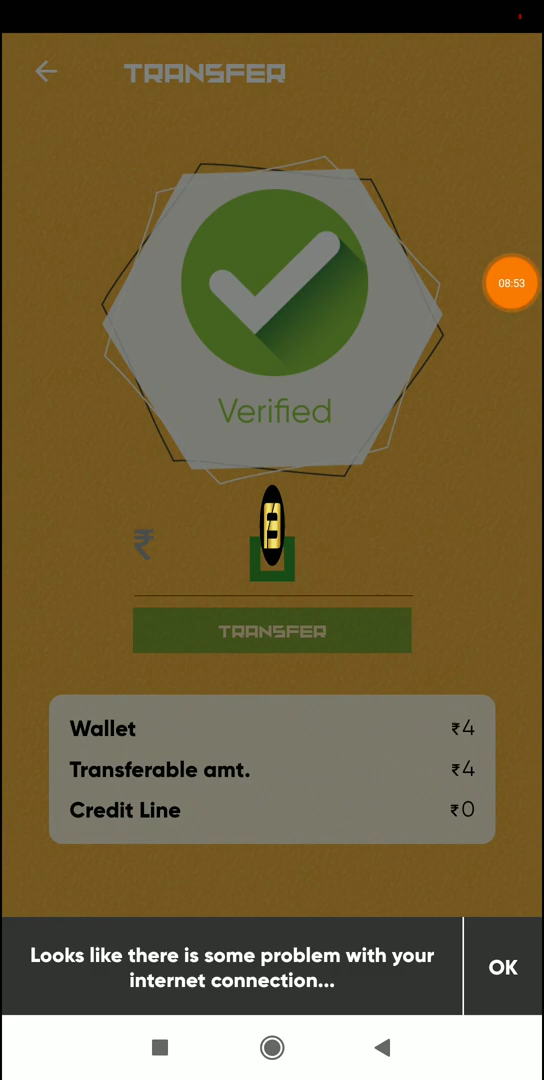 TRANSFER
08:53
Verified
₹
TRANSFER
Wallet ₹4
Transferable amt. ₹4
Credit Line ₹0
Looks like there is some problem with your
internet connection...
OK